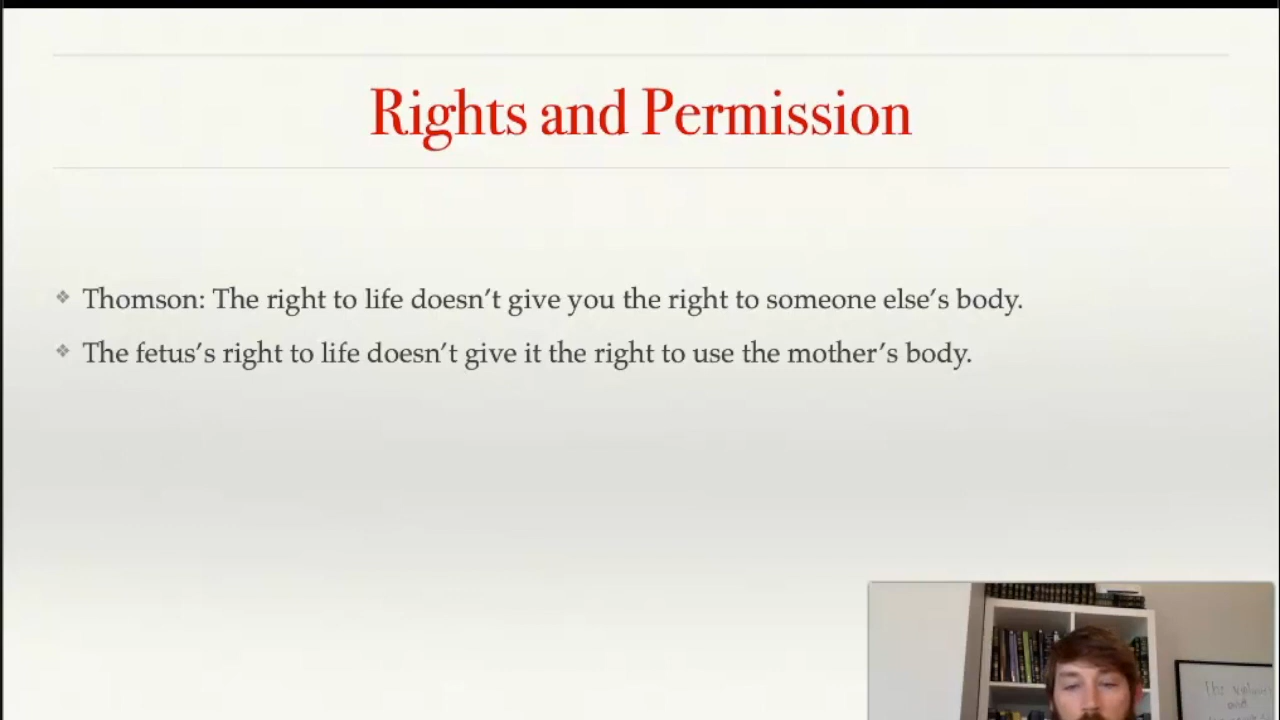 Rights and Permission
Thomson: The right to life doesn’t give you the right to someone else’s body.
The fetus’s right to life doesn’t give it the right to use the mother’s body.
The